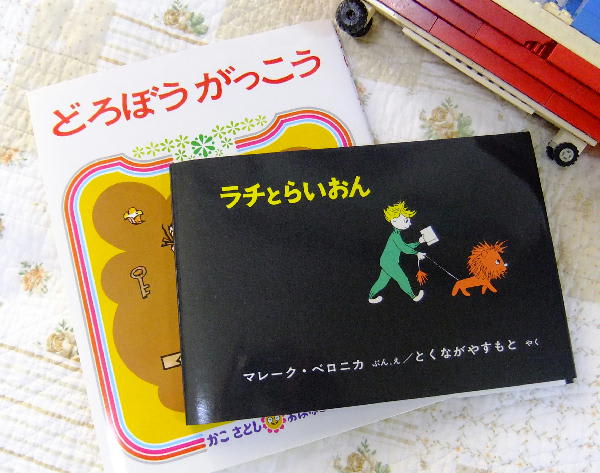 どろぼうがっこう
ラチとらいおん
マレーク・ベロニカ ぶん.え/とくながやすもと やく
かこ さとし